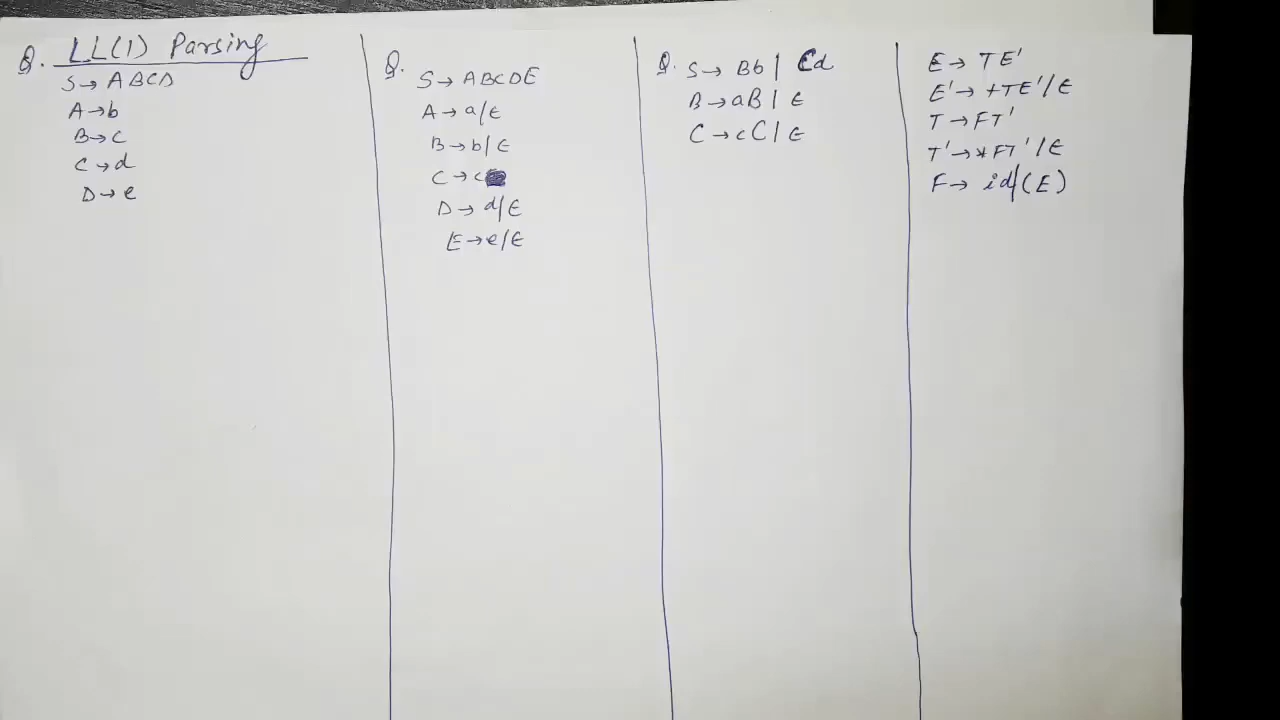 Q. LL(1) Parsing
S→ABCD
A→b
B→c
C→d
D→e
Q.
S→ABCDE
A→a/ε
B→b/ε
C→c
D→d/ε
E→e/ε
Q. S→Bb| Cd
B→aB| ε
C→cC| ε
E→TE'
E'→+TE'/ε
T→FT'
T'→*FT'/ε
F→id/(E)